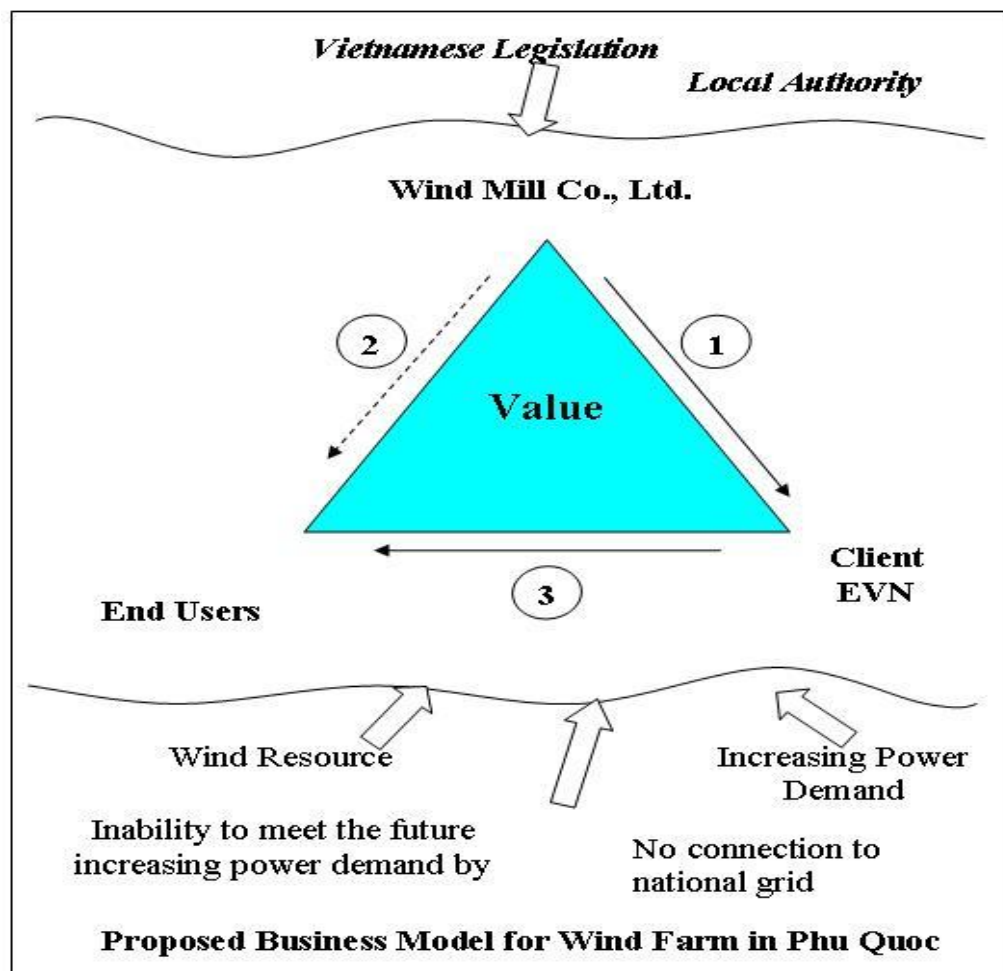 Vietnamese Legislation
Local Authority
Wind Mill Co., Ltd.
2
1
Value
3
Client
EVN
End Users
Wind Resource
Increasing Power
Demand
Inability to meet the future
increasing power demand by
No connection to
national grid
Proposed Business Model for Wind Farm in Phu Quoc